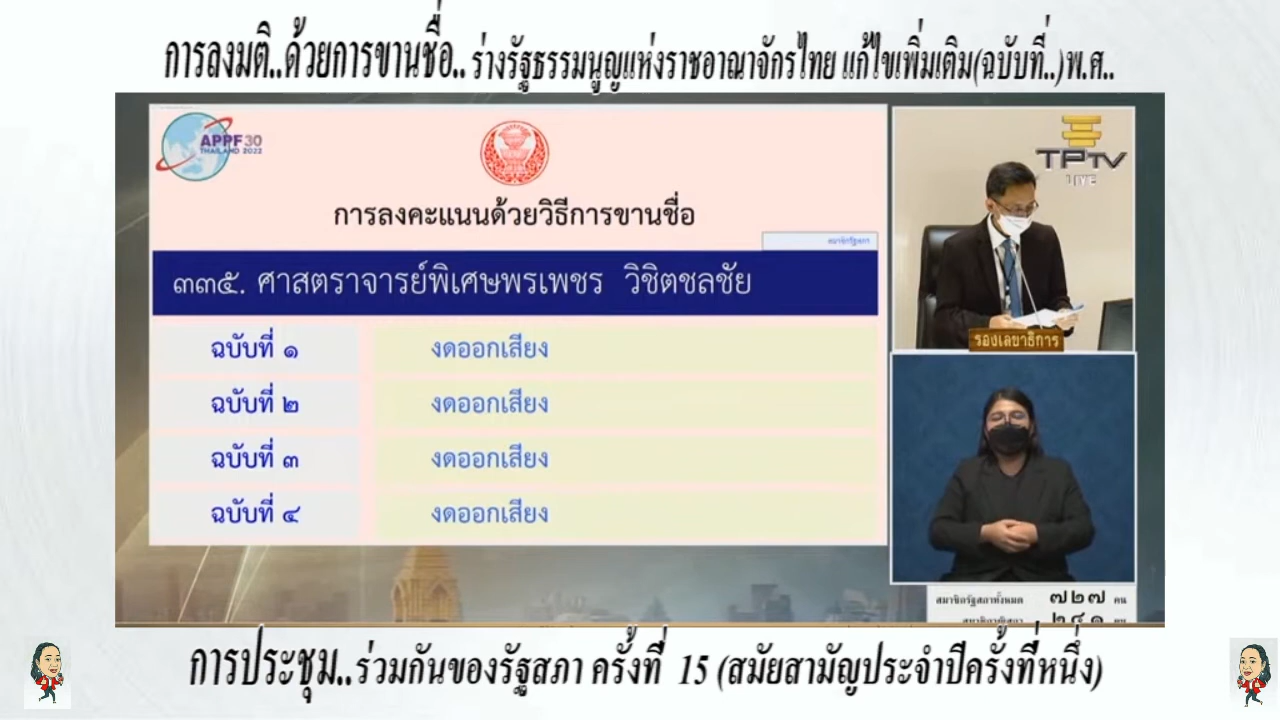 การลงมติ..ด้วยการขานชื่อ.. ร่างรัฐธรรมนูญแห่งราชอาณาจักรไทย แก้ไขเพิ่มเติม(ฉบับที่..)พ.ศ..
APPF30
THAILAND 2022
TPTV
LIVE
การลงคะแนนด้วยวิธีการขานชื่อ
สมาชิกรัฐสภา
๓๓๕. ศาสตราจารย์พิเศษพรเพชร วิชิตชลชัย
ฉบับที่ ๑ งดออกเสียง
ฉบับที่ ๒ งดออกเสียง
ฉบับที่ ๓ งดออกเสียง
ฉบับที่ ๔ งดออกเสียง
รองเลขาธิการ
สมาชิกรัฐสภาทั้งหมด ๗๒๗ คน
การประชุม..ร่วมกันของรัฐสภา ครั้งที่ 15 (สมัยสามัญประจำปีครั้งที่หนึ่ง)